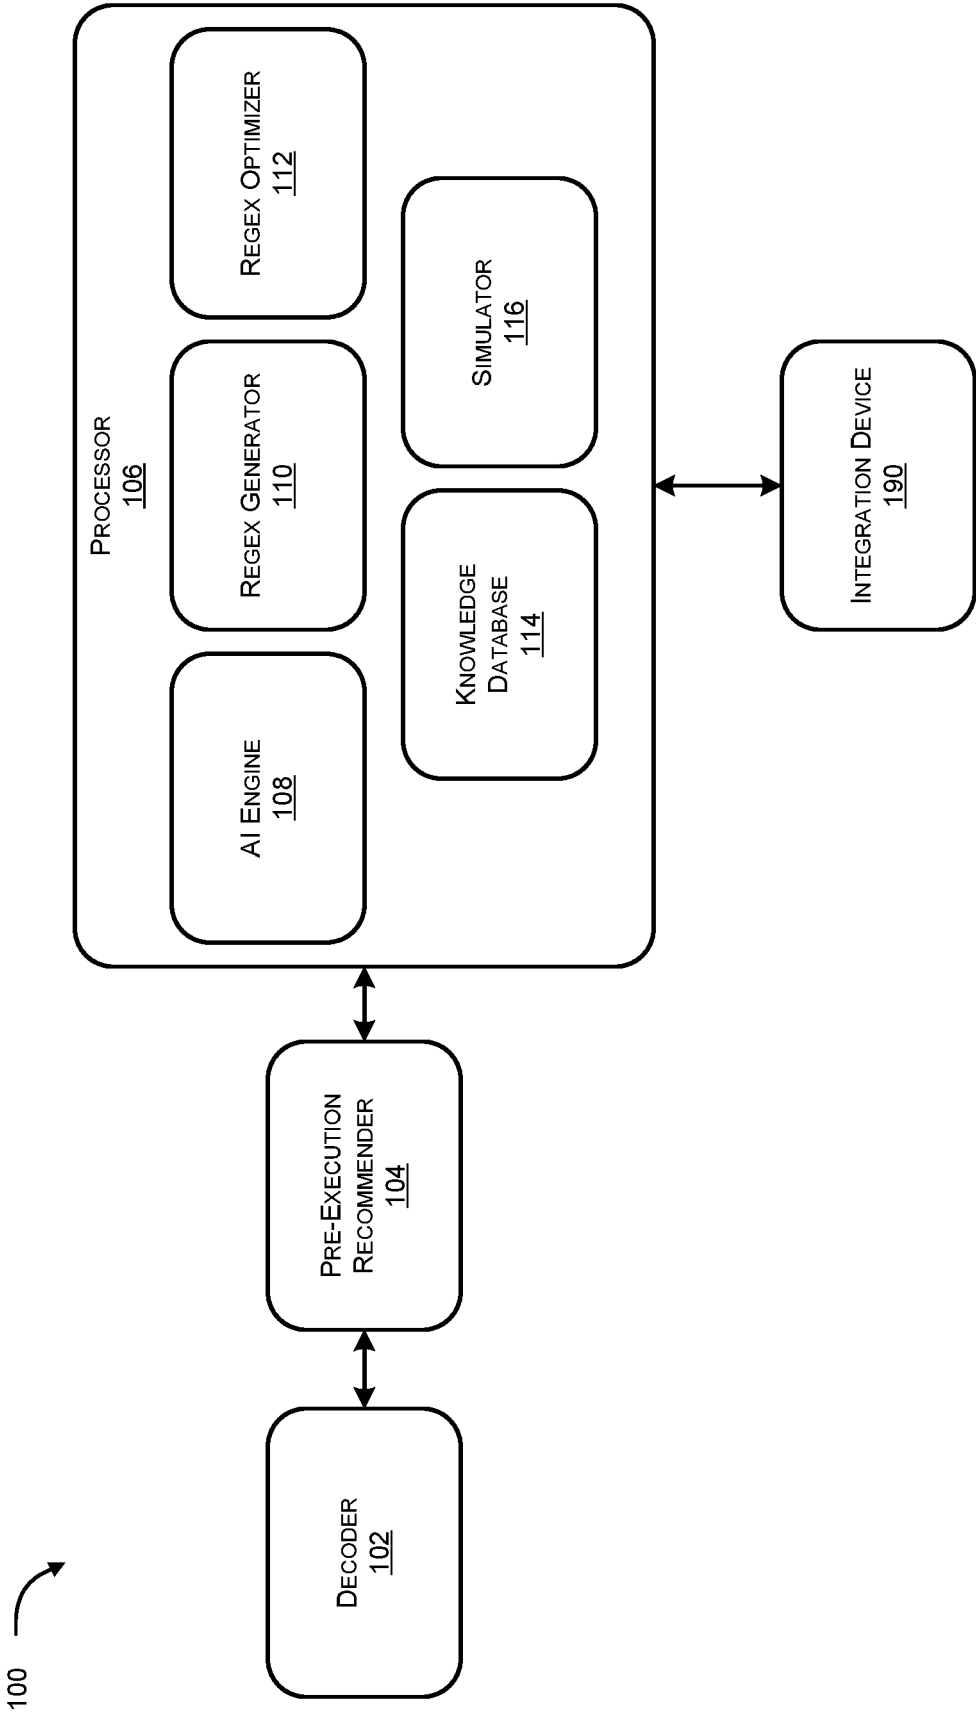 100
DECODER
102
PRE-EXECUTION
RECOMMENDER
104
PROCESSOR
106
AI ENGINE
108
REGEX GENERATOR
110
REGEX OPTIMIZER
112
KNOWLEDGE
DATABASE
114
SIMULATOR
116
INTEGRATION DEVICE
190